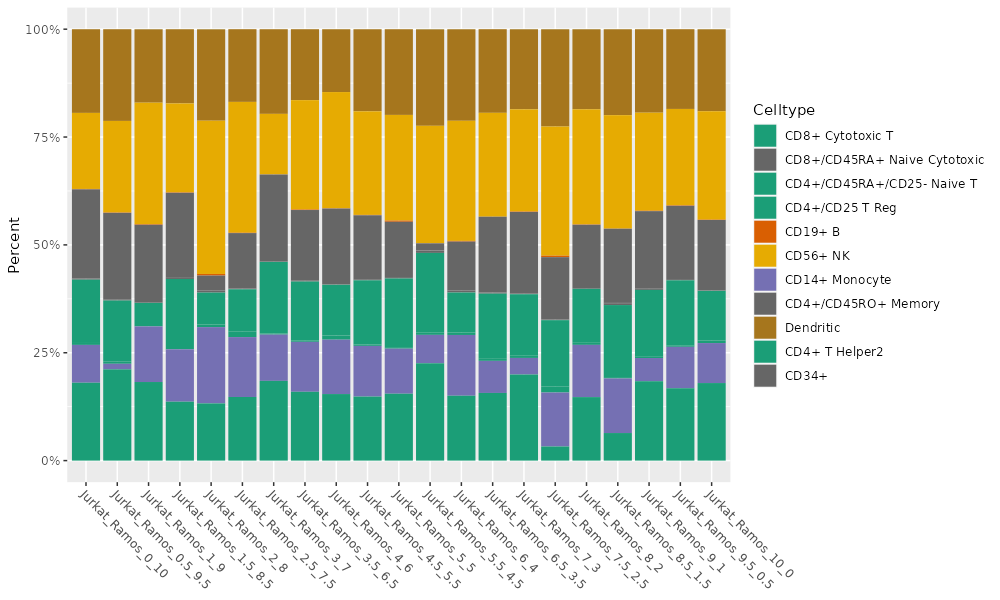 100%
75%
50%
25%
0%
Percent
Jurkat_Ramos_0_10
Jurkat_Ramos_0.5_9.5
Jurkat_Ramos_1_9
Jurkat_Ramos_1.5_8.5
Jurkat_Ramos_2_8
Jurkat_Ramos_2.5_7.5
Jurkat_Ramos_3_7
Jurkat_Ramos_3.5_6.5
Jurkat_Ramos_4_6
Jurkat_Ramos_4.5_5.5
Jurkat_Ramos_5_5
Jurkat_Ramos_5.5_4.5
Jurkat_Ramos_6_4
Jurkat_Ramos_6.5_3.5
Jurkat_Ramos_7_3
Jurkat_Ramos_7.5_2.5
Jurkat_Ramos_8_2
Jurkat_Ramos_8.5_1.5
Jurkat_Ramos_9_1
Jurkat_Ramos_9.5_0.5
Jurkat_Ramos_10_0
Celltype
CD8+ Cytotoxic T
CD8+/CD45RA+ Naive Cytotoxic
CD4+/CD45RA+/CD25- Naive T
CD4+/CD25 T Reg
CD19+ B
CD56+ NK
CD14+ Monocyte
CD4+/CD45RO+ Memory
Dendritic
CD4+ T Helper2
CD34+